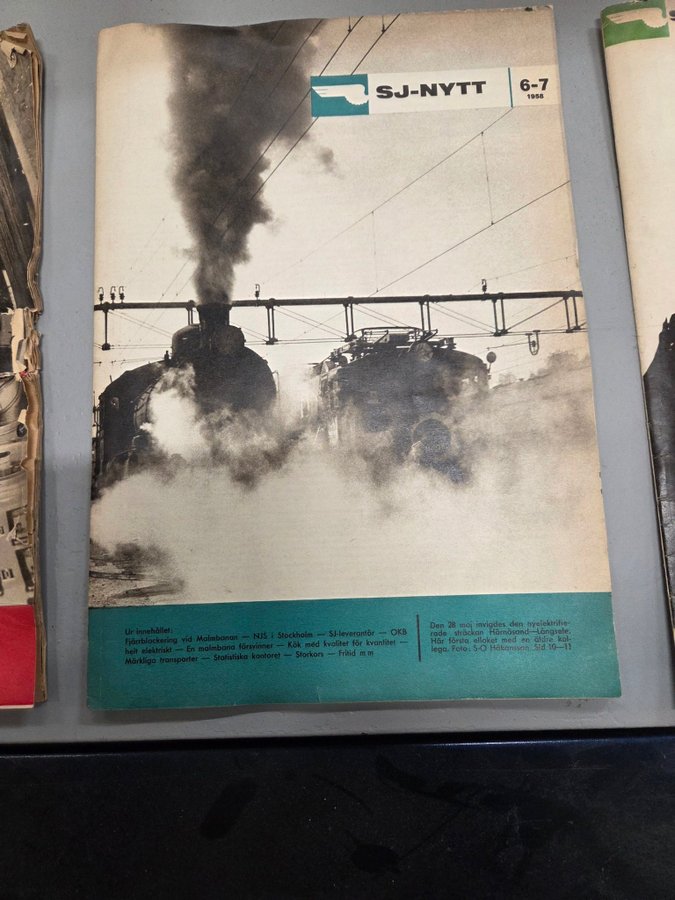 SJ-NYTT
6-7
1958
Ur innehållet:
Fjärrblockering vid Malmbanan — NJS i Stockholm — SJ-leverantör — OKB
helt elektriskt — En malmbana försvinner — Kök med kvalitet för kvantitet —
Märkliga transporter — Statistiska kontoret — Storkors — Fritid m m
Den 28 maj invigdes den nyelektrifie-
rade sträckan Härnösand—Långsele.
Här första elloket med en äldre kol-
lega. Foto: S-O Håkansson. Sid 10—11